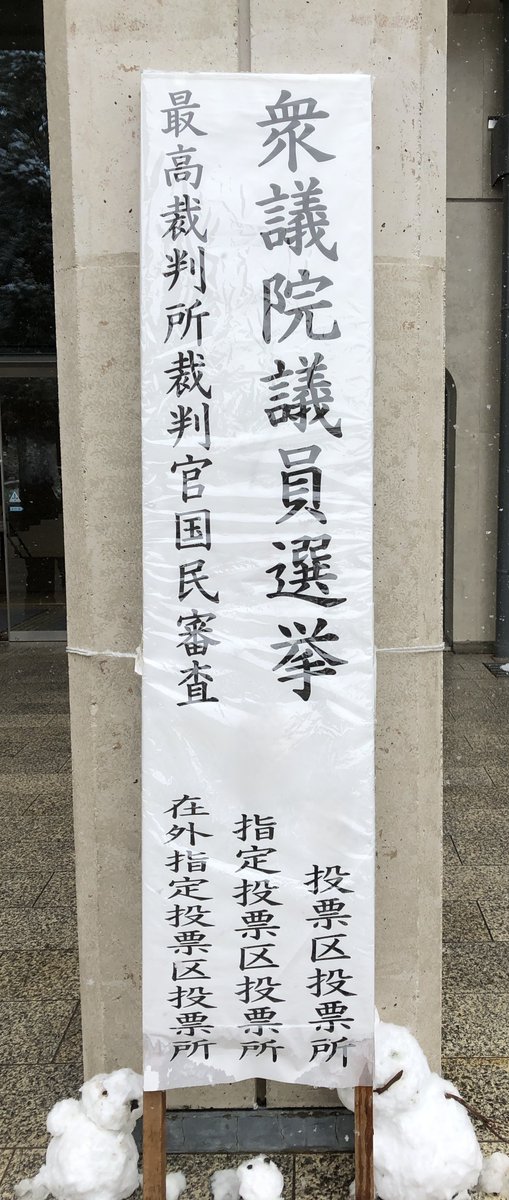 衆議院議員選挙
最高裁判所裁判官国民審査
投票区投票所
指定投票区投票所
在外指定投票区投票所